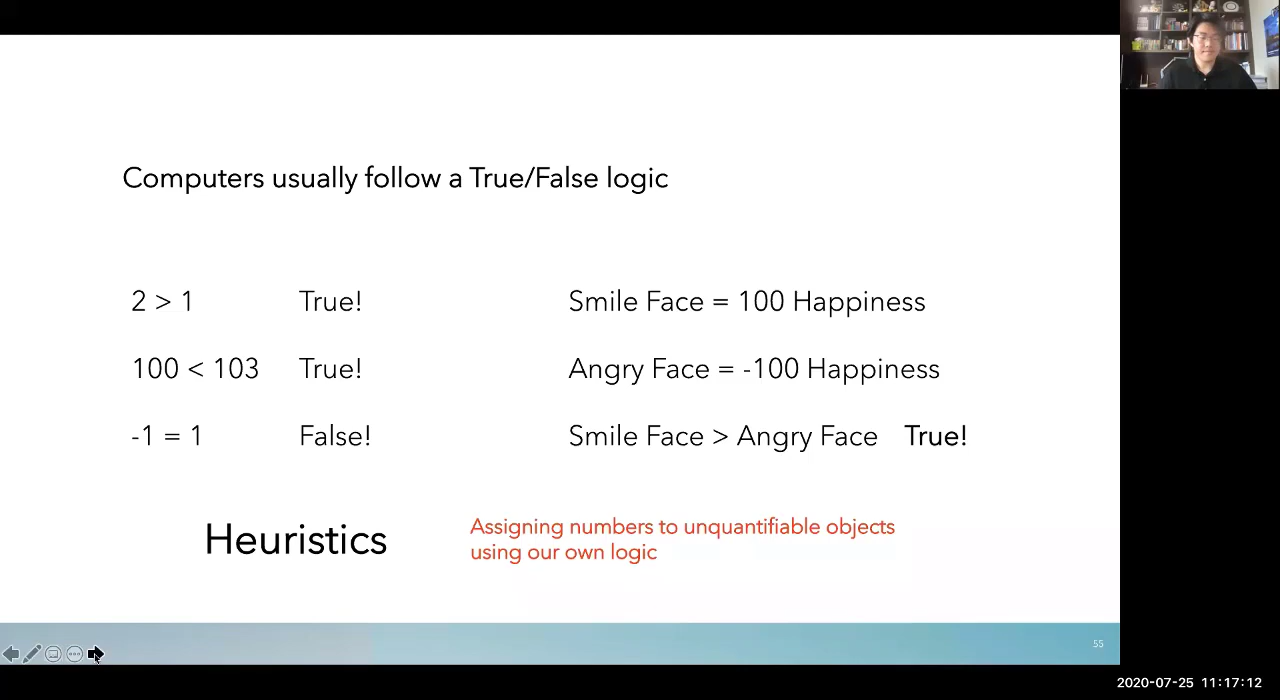 Computers usually follow a True/False logic
2 > 1 True! Smile Face = 100 Happiness
100 < 103 True! Angry Face = -100 Happiness
-1 = 1 False! Smile Face > Angry Face True!
Heuristics
Assigning numbers to unquantifiable objects
using our own logic
55
2020-07-25 11:17:12